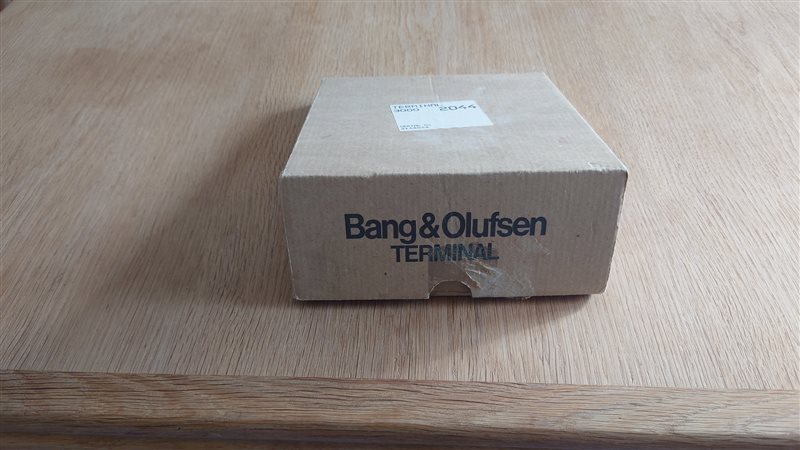 TERMINAL
3000 2044
Bang & Olufsen
TERMINAL